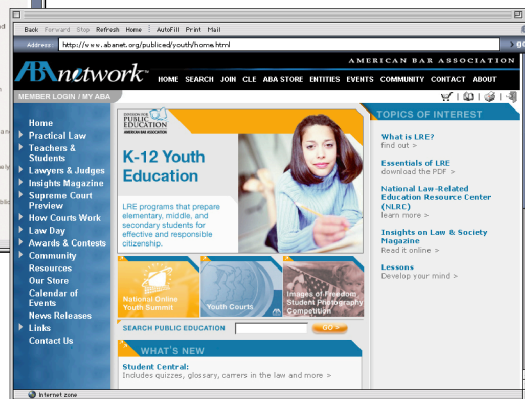 Back Forward Stop Refresh Home AutoFill Print Mail
Address: http://www.abanet.org/publiced/youth/home.html
AMERICAN BAR ASSOCIATION
ABA network
HOME SEARCH JOIN CLE ABA STORE ENTITIES EVENTS COMMUNITY CONTACT ABOUT
MEMBER LOGIN / MY ABA
Home
Practical Law
Teachers &
Students
Lawyers & Judges
Insights Magazine
Supreme Court
Preview
How Courts Work
Law Day
Awards & Contests
Community
Resources
Our Store
Calendar of
Events
News Releases
Links
Contact Us
DIVISION FOR
PUBLIC
EDUCATION
AMERICAN BAR ASSOCIATION
K-12 Youth
Education
LRE programs that prepare
elementary, middle, and
secondary students for
effective and responsible
citizenship.
National Online
Youth Summit
Youth Courts
Images of Freedom
Student Photography
Competition
SEARCH PUBLIC EDUCATION
GO >
WHAT'S NEW
Student Central:
Includes quizzes, glossary, carrers in the law and more >
TOPICS OF INTEREST
What is LRE?
find out >
Essentials of LRE
download the PDF >
National Law-Related
Education Resource Center
(NLRC)
learn more >
Insights on Law & Society
Magazine
Read it online >
Lessons
Develop your mind >
Internet zone